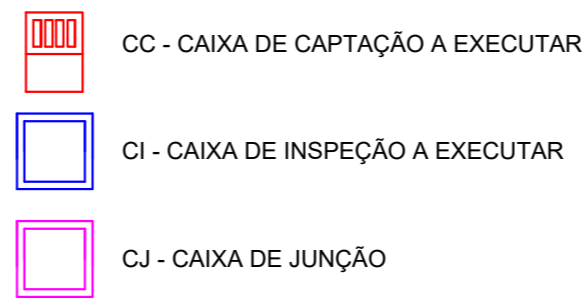 CC - CAIXA DE CAPTAÇÃO A EXECUTAR
CI - CAIXA DE INSPEÇÃO A EXECUTAR
CJ - CAIXA DE JUNÇÃO